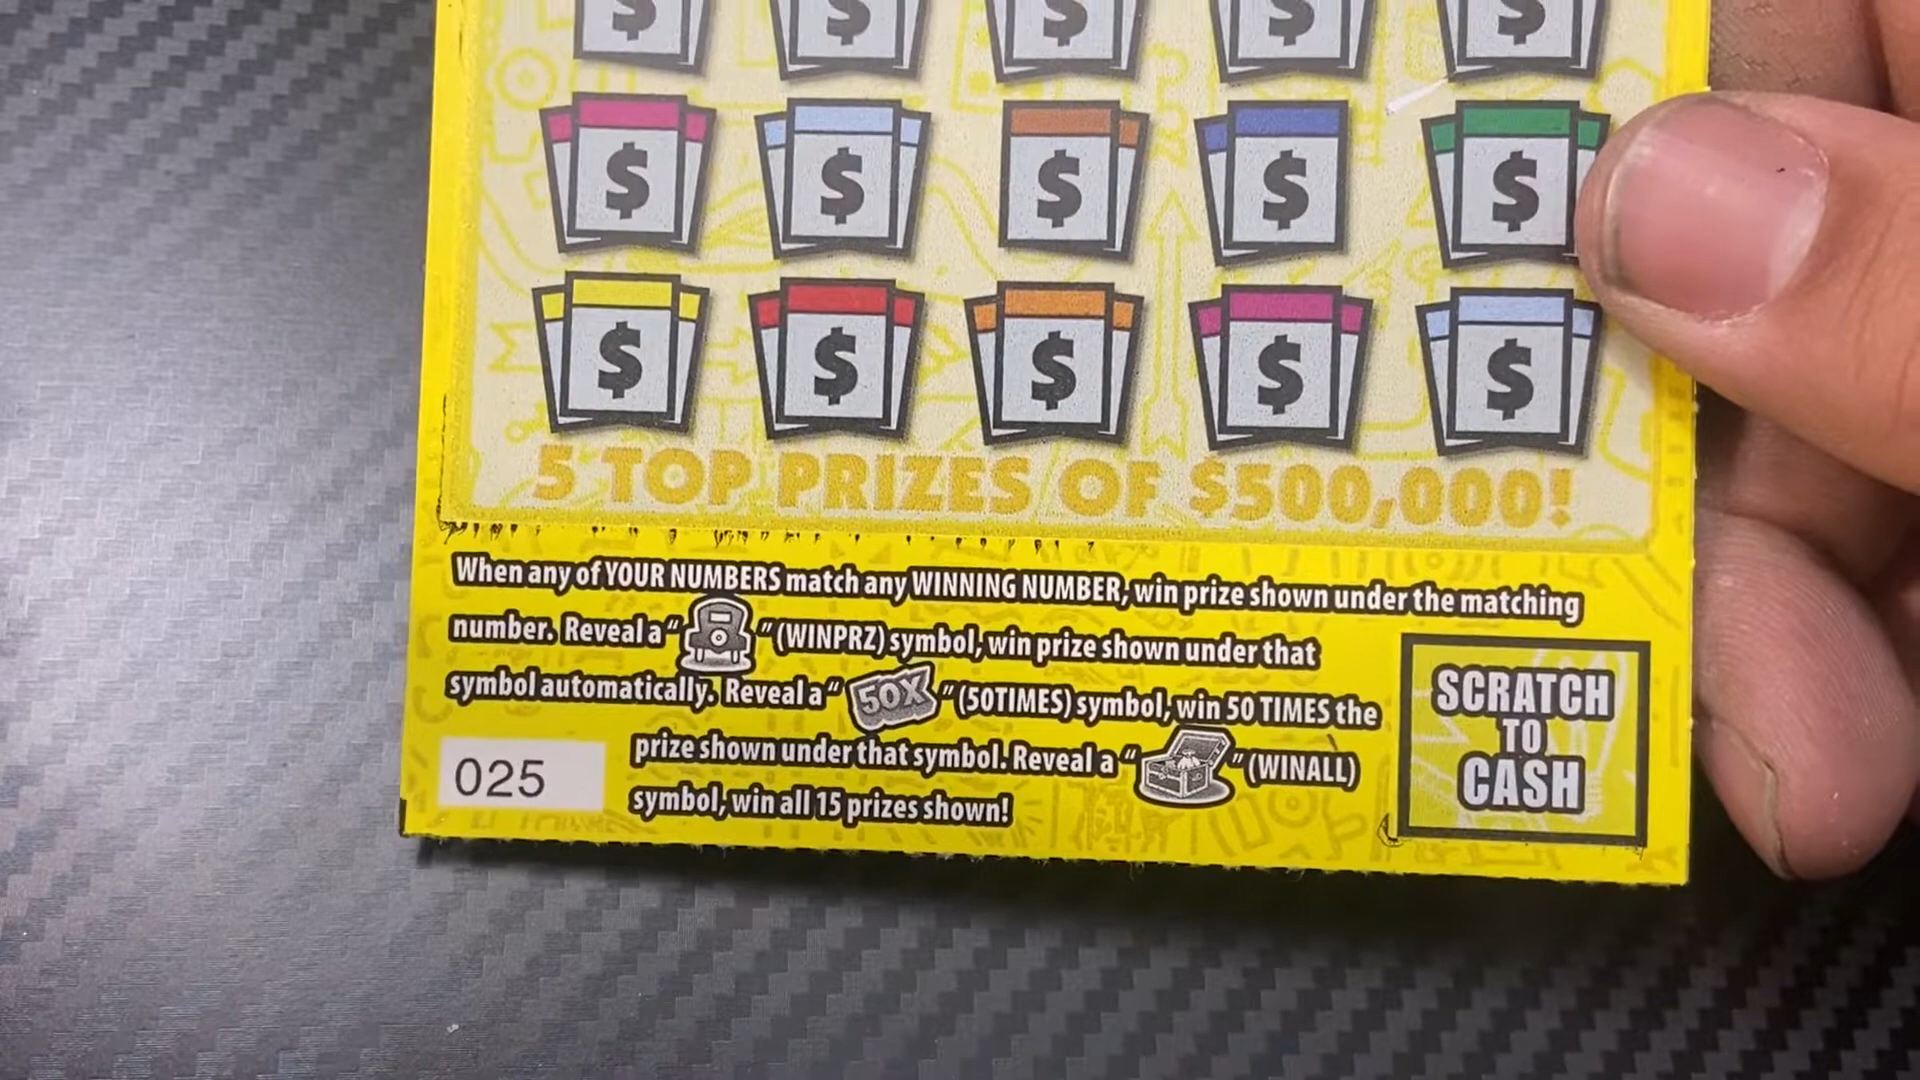 $ $ $ $ $
$ $ $ $ $
$ $ $ $ $
5 TOP PRIZES OF $500,000!
When any of YOUR NUMBERS match any WINNING NUMBER, win prize shown under the matching
number. Reveal a " " (WINPRZ) symbol, win prize shown under that
symbol automatically. Reveal a " 50X " (50TIMES) symbol, win 50 TIMES the
prize shown under that symbol. Reveal a " " (WINALL)
symbol, win all 15 prizes shown!
025
SCRATCH
TO
CASH